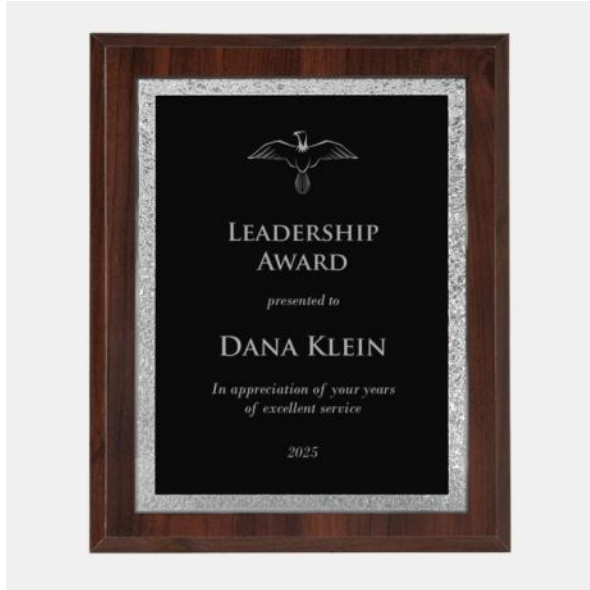 LEADERSHIP
AWARD
presented to
DANA KLEIN
In appreciation of your years
of excellent service
2025